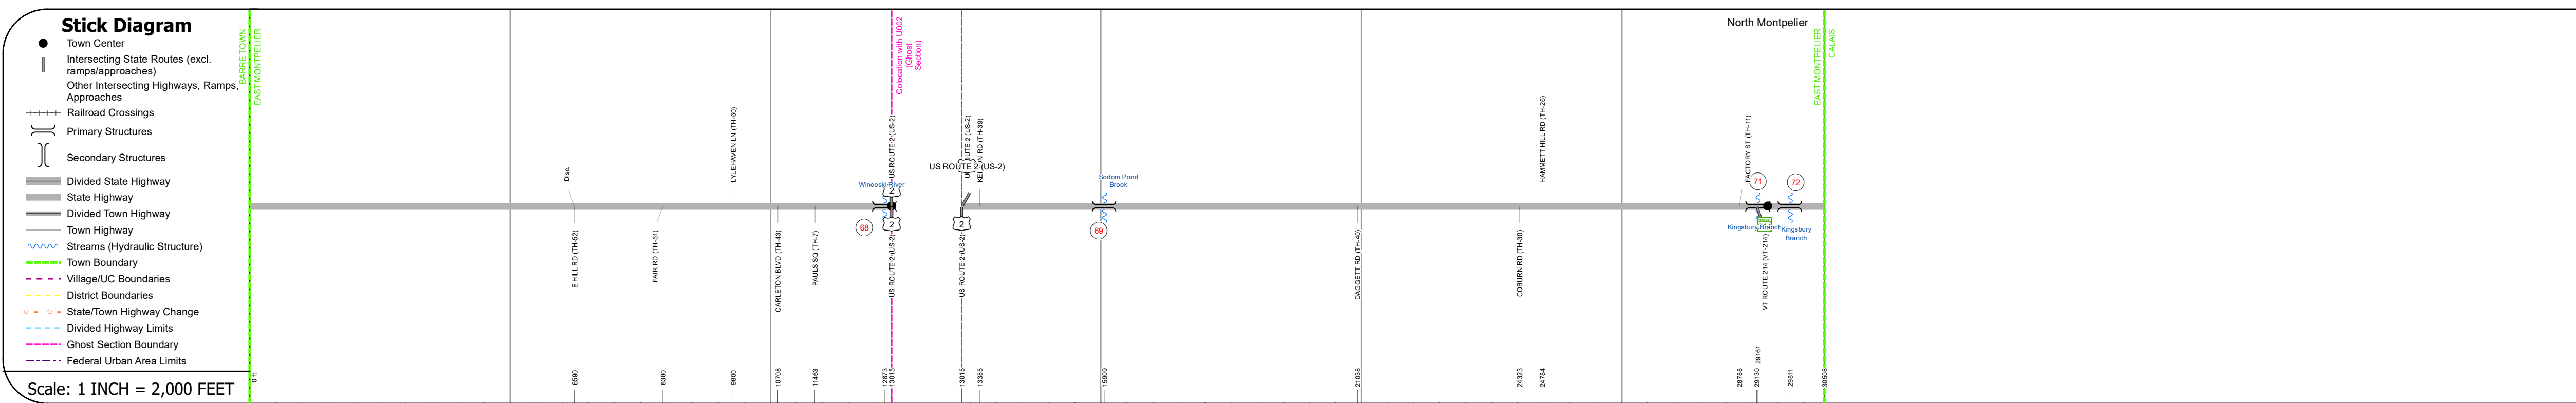 Stick Diagram
Town Center
Intersecting State Routes (excl.
ramps/approaches)
Other Intersecting Highways, Ramps,
Approaches
Railroad Crossings
Primary Structures
Secondary Structures
Divided State Highway
State Highway
Divided Town Highway
Town Highway
Streams (Hydraulic Structure)
Town Boundary
Village/UC Boundaries
District Boundaries
State/Town Highway Change
Divided Highway Limits
Ghost Section Boundary
Federal Urban Area Limits
Scale: 1 INCH = 2,000 FEET
BARRE TOWN
EAST MONTPELIER
Disc.
E HILL RD (TH-52)
FAIR RD (TH-51)
LYLEHAVEN LN (TH-60)
CARLETON BLVD (TH-43)
PAULS SQ (TH-7)
Winooski River
68
Colocation with U002
(Ghost
Section)
US ROUTE 2 (US-2)
2
2
US ROUTE 2 (US-2)
US ROUTE 2 (US-2)
2
US ROUTE 2 (US-2)
Sodom Pond
Brook
69
DAGGETT RD (TH-40)
COBURN RD (TH-30)
HAMMETT HILL RD (TH-26)
North Montpelier
FACTORY ST (TH-11)
71
72
Kingsbury Branch
Kingsbury
Branch
VT ROUTE 214 (VT-214)
EAST MONTPELIER
CALAIS
0 ft
6590
8380
9800
10708
11463
12873
13015
13015
13385
15909
21038
24323
24784
28788
29130
29161
29811
30508